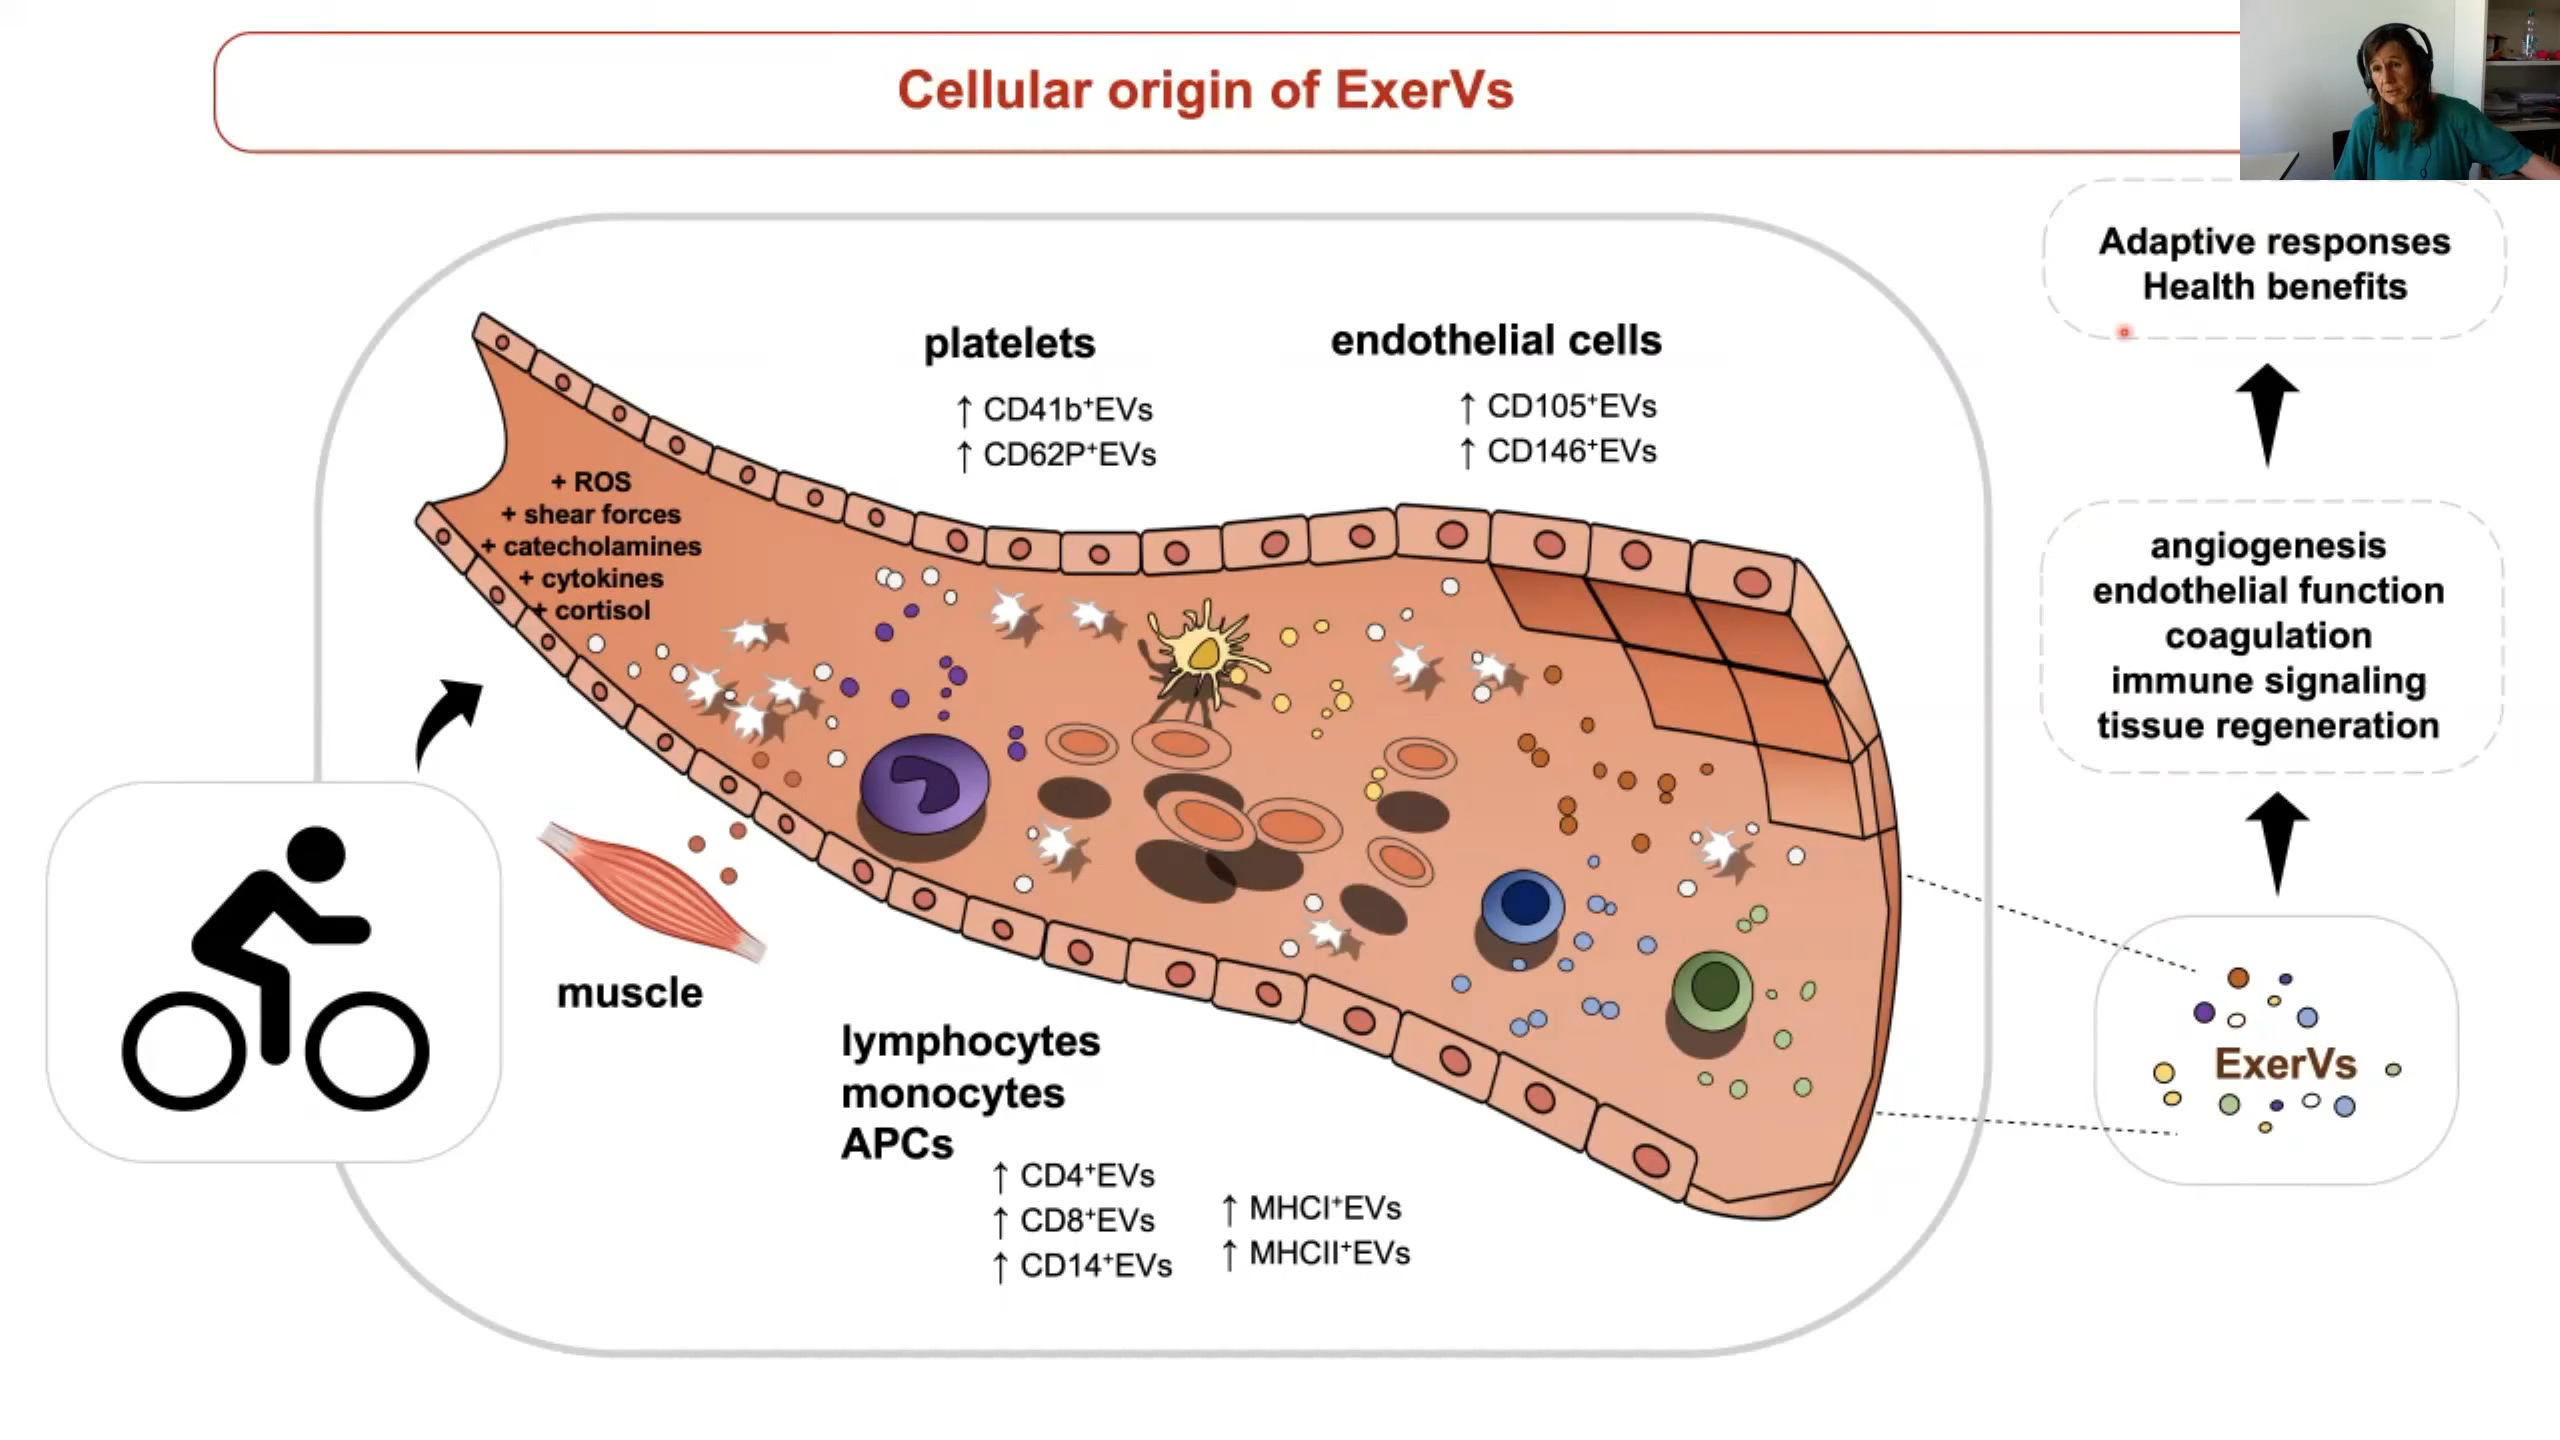 Cellular origin of ExerVs
platelets
↑ CD41b⁺EVs
↑ CD62P⁺EVs
endothelial cells
↑ CD105⁺EVs
↑ CD146⁺EVs
+ ROS
+ shear forces
+ catecholamines
+ cytokines
+ cortisol
muscle
lymphocytes
monocytes
APCs
↑ CD4⁺EVs
↑ CD8⁺EVs
↑ CD14⁺EVs
↑ MHCI⁺EVs
↑ MHCII⁺EVs
Adaptive responses
Health benefits
angiogenesis
endothelial function
coagulation
immune signaling
tissue regeneration
ExerVs